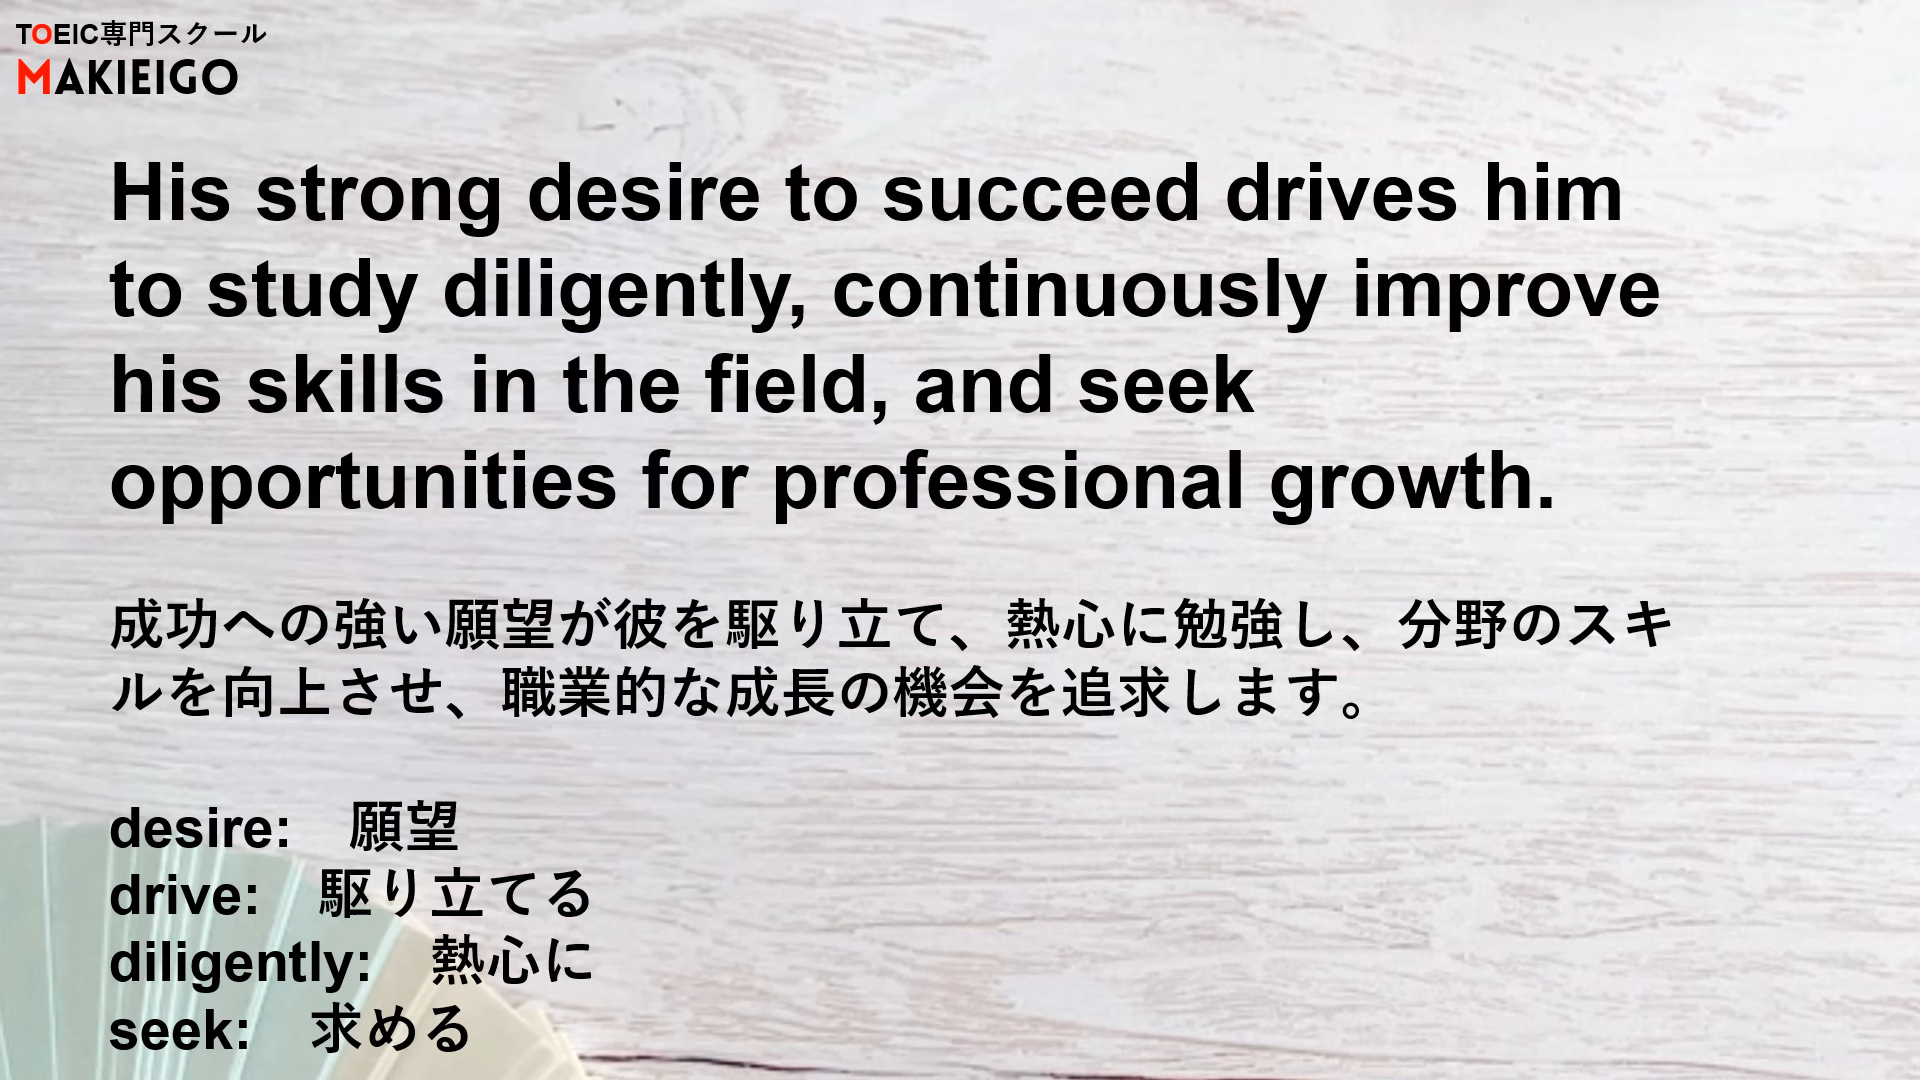 TOEIC専門スクール
MAKIEIGO
His strong desire to succeed drives him
to study diligently, continuously improve
his skills in the field, and seek
opportunities for professional growth.
成功への強い願望が彼を駆り立て、熱心に勉強し、分野のスキ
ルを向上させ、職業的な成長の機会を追求します。
desire:　願望
drive:　駆り立てる
diligently:　熱心に
seek:　求める